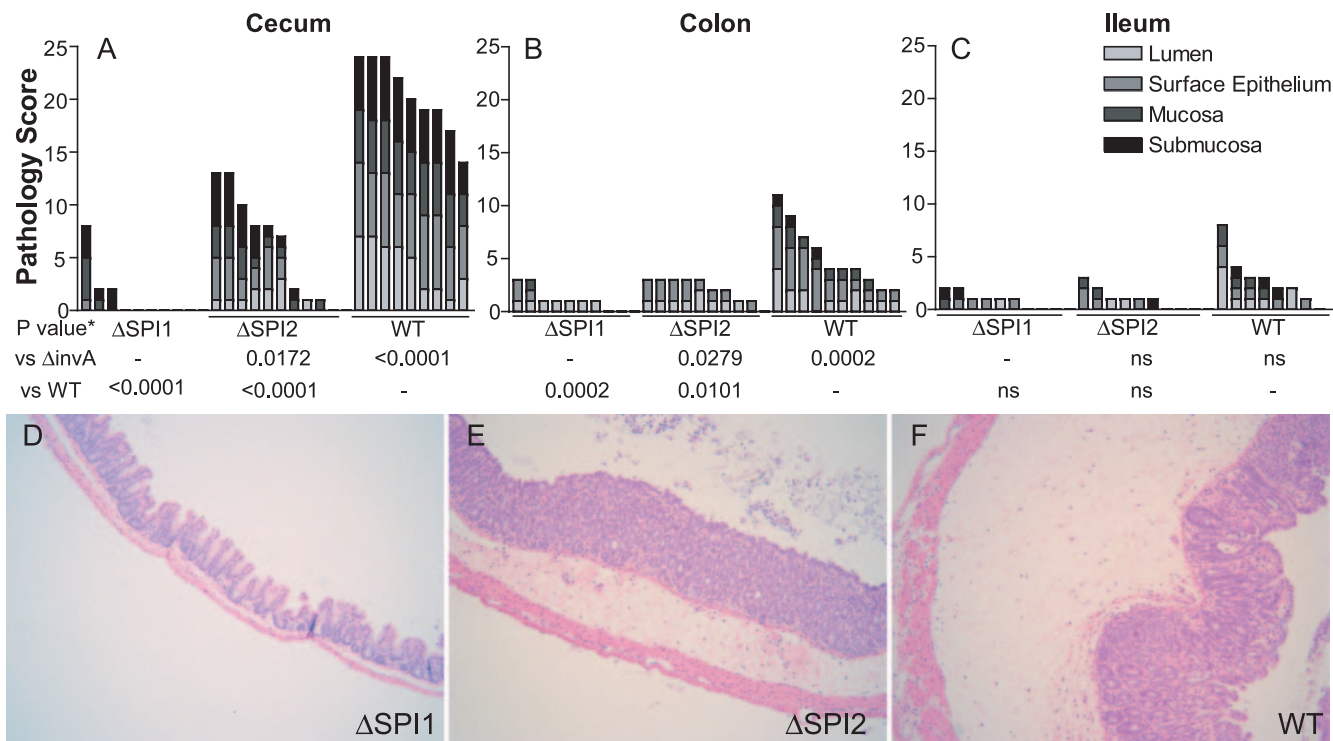 Cecum
Colon
Ileum
Pathology Score
A
25
20
15
10
5
0
B
25
20
15
10
5
0
C
25
20
15
10
5
0
Lumen
Surface Epithelium
Mucosa
Submucosa
P value* ΔSPI1 ΔSPI2 WT ΔSPI1 ΔSPI2 WT ΔSPI1 ΔSPI2 WT
vs ΔinvA - 0.0172 <0.0001 - 0.0279 0.0002 - ns ns
vs WT <0.0001 <0.0001 - 0.0002 0.0101 - ns ns -
D
ΔSPI1
E
ΔSPI2
F
WT